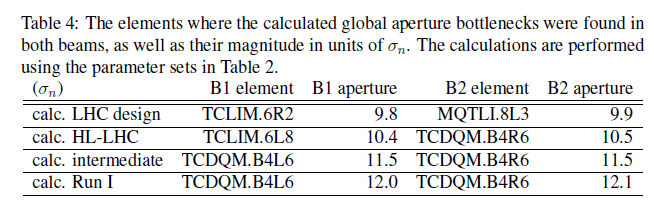 Table 4: The elements where the calculated global aperture bottlenecks were found in
both beams, as well as their magnitude in units of σn. The calculations are performed
using the parameter sets in Table 2.
(σn) B1 element B1 aperture B2 element B2 aperture
calc. LHC design TCLIM.6R2 9.8 MQTLI.8L3 9.9
calc. HL-LHC TCLIM.6L8 10.4 TCDQM.B4R6 10.5
calc. intermediate TCDQM.B4L6 11.5 TCDQM.B4R6 11.5
calc. Run I TCDQM.B4L6 12.0 TCDQM.B4R6 12.1